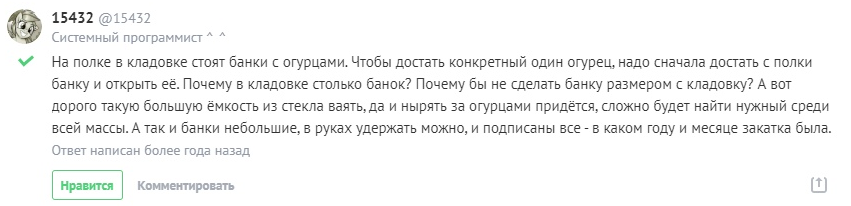 15432 @15432
Системный программист ^ ^
На полке в кладовке стоят банки с огурцами. Чтобы достать конкретный один огурец, надо сначала достать с полки
банку и открыть её. Почему в кладовке столько банок? Почему бы не сделать банку размером с кладовку? А вот
дорого такую большую ёмкость из стекла ваять, да и нырять за огурцами придётся, сложно будет найти нужный среди
всей массы. А так и банки небольшие, в руках удержать можно, и подписаны все - в каком году и месяце закатка была.
Ответ написан более года назад
Нравится Комментировать